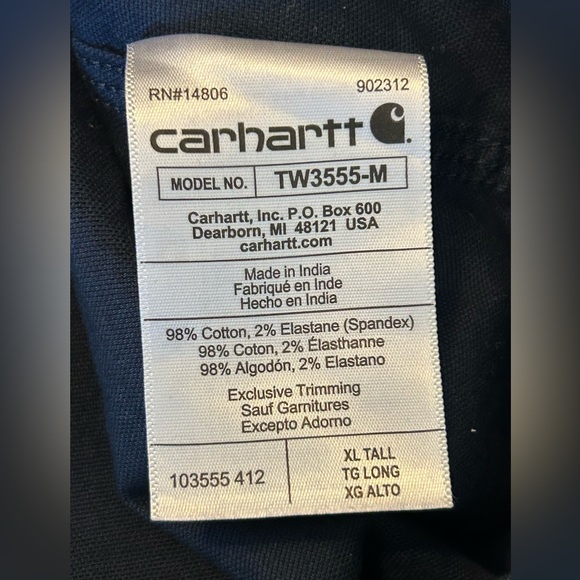 RN#14806
902312
carhartt
MODEL NO. TW3555-M
Carhartt, Inc. P.O. Box 600
Dearborn, MI 48121 USA
carhartt.com
Made in India
Fabriqué en Inde
Hecho en India
98% Cotton, 2% Elastane (Spandex)
98% Coton, 2% Élasthanne
98% Algodón, 2% Elastano
Exclusive Trimming
Sauf Garnitures
Excepto Adorno
103555 412
XL TALL
TG LONG
XG ALTO